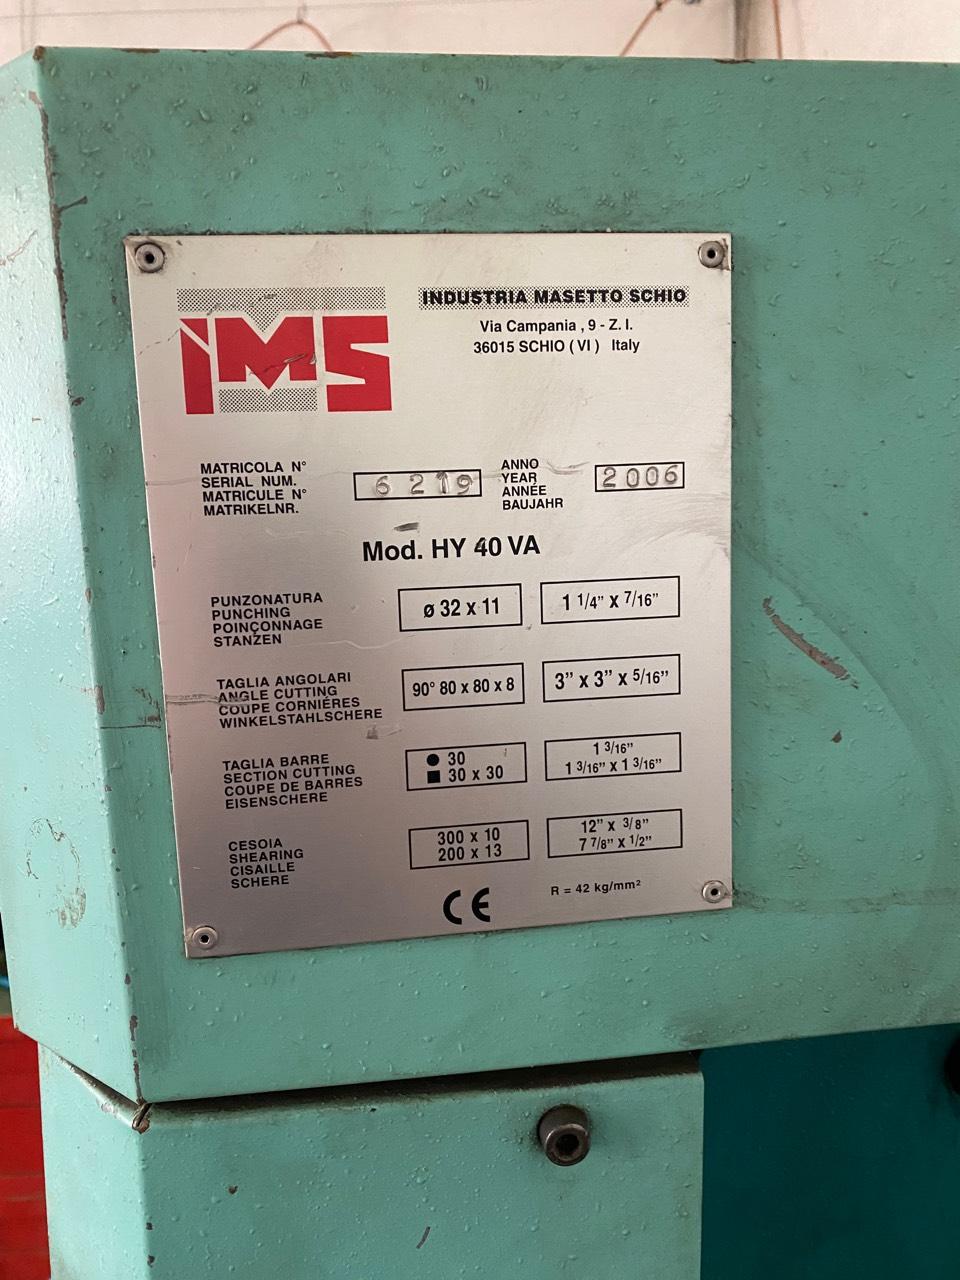 iMS
INDUSTRIA MASETTO SCHIO
Via Campania , 9 - Z. I.
36015 SCHIO ( VI ) Italy
MATRICOLA N°
SERIAL NUM.
MATRICULE N°
MATRIKELNR.
6 219
ANNO
YEAR
ANNÉE
BAUJAHR
2006
Mod. HY 40 VA
PUNZONATURA
PUNCHING
POINÇONNAGE
STANZEN
ø 32 x 11
1 1/4” x 7/16”
TAGLIA ANGOLARI
ANGLE CUTTING
COUPE CORNIÉRES
WINKELSTAHLSCHERE
90° 80 x 80 x 8
3” x 3” x 5/16”
TAGLIA BARRE
SECTION CUTTING
COUPE DE BARRES
EISENSCHERE
● 30
■ 30 x 30
1 3/16”
1 3/16” x 1 3/16”
CESOIA
SHEARING
CISAILLE
SCHERE
300 x 10
200 x 13
12” x 3/8”
7 7/8” x 1/2”
CE
R = 42 kg/mm²